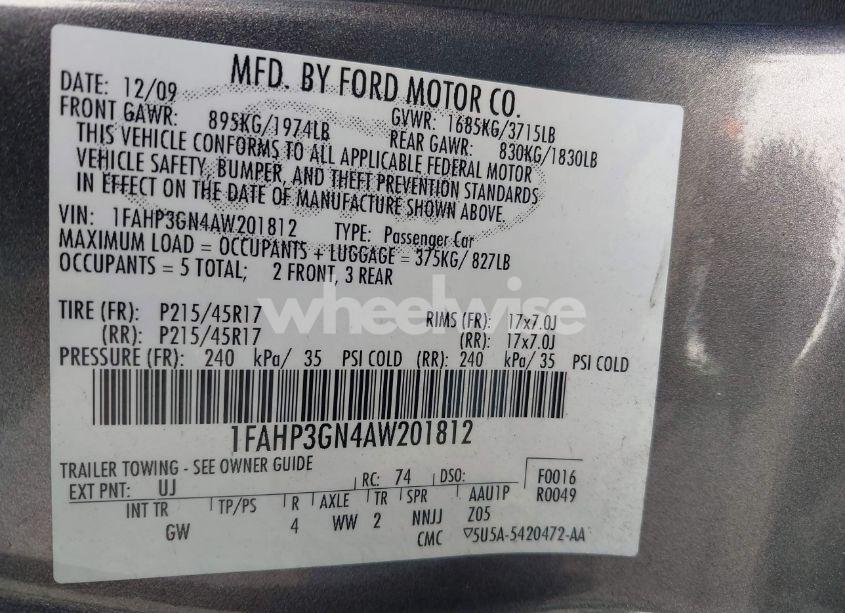 MFD. BY FORD MOTOR CO.
DATE: 12/09 GVWR: 1685KG/3715LB
FRONT GAWR: 895KG/1974LB REAR GAWR: 830KG/1830LB
THIS VEHICLE CONFORMS TO ALL APPLICABLE FEDERAL MOTOR
VEHICLE SAFETY, BUMPER, AND THEFT PREVENTION STANDARDS
IN EFFECT ON THE DATE OF MANUFACTURE SHOWN ABOVE.
VIN: 1FAHP3GN4AW201812 TYPE: Passenger Car
MAXIMUM LOAD = OCCUPANTS + LUGGAGE = 375KG/ 827LB
OCCUPANTS = 5 TOTAL; 2 FRONT, 3 REAR
wheelwise
TIRE (FR): P215/45R17 RIMS (FR): 17x7.0J
(RR): P215/45R17 (RR): 17x7.0J
PRESSURE (FR): 240 kPa/ 35 PSI COLD (RR): 240 kPa/ 35 PSI COLD
1FAHP3GN4AW201812
TRAILER TOWING - SEE OWNER GUIDE
EXT PNT: UJ RC: 74 DSO: F0016
INT TR TP/PS R AXLE TR SPR AAU1P R0049
GW 4 WW 2 NNJJ Z05
CMC ▽5U5A-5420472-AA